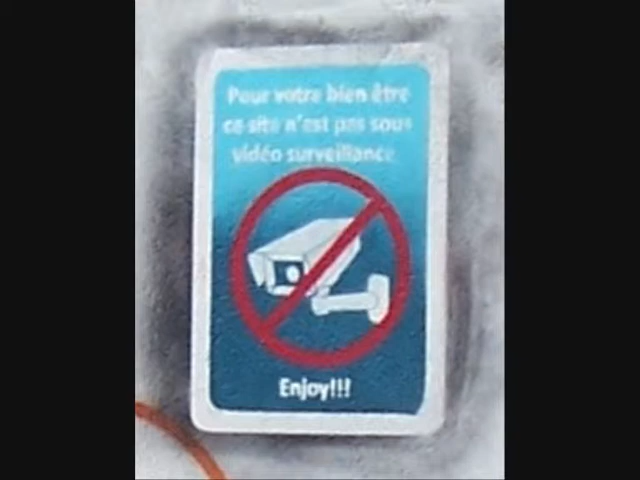 Pour votre bien être
ce site n'est pas sous
vidéo surveillance
Enjoy!!!